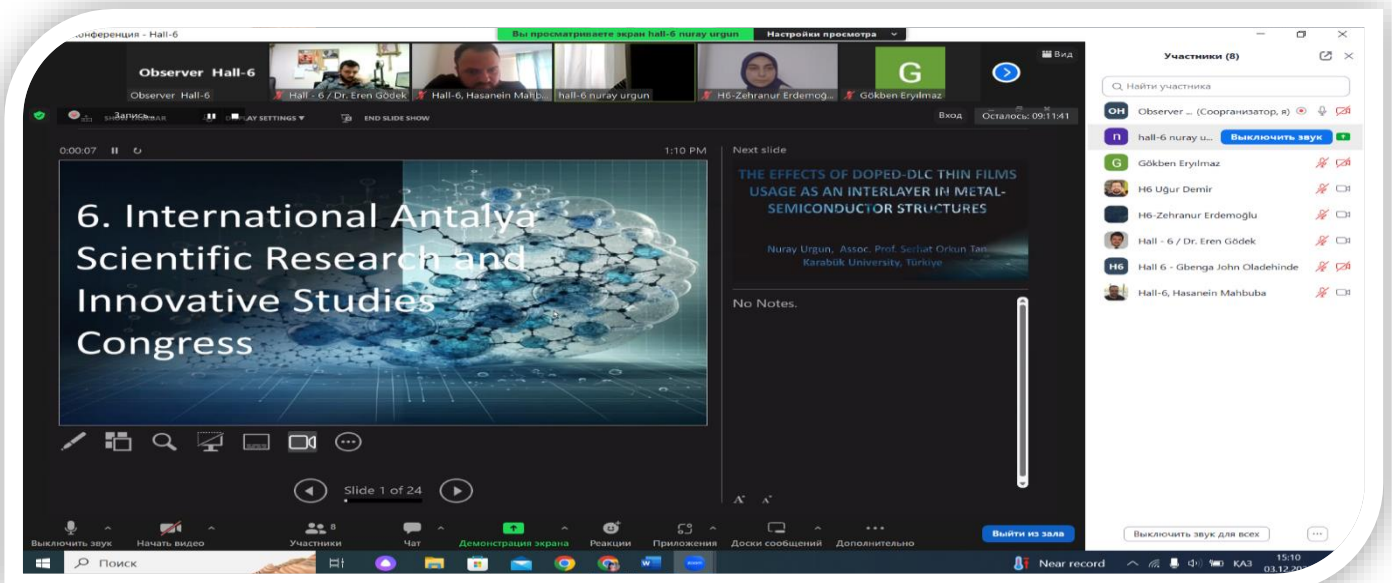 конференция - Hall-6
Вы просматриваете экран hall-6 nuray urgun
Настройки просмотра
Observer Hall-6
Observer Hall-6
Hall - 6 / Dr. Eren Gödek
Hall-6, Hasanein Mahb...
hall-6 nuray urgun
H6-Zehranur Erdemoğ...
G
Gökben Eryılmaz
Вид
Запись
AY SETTINGS
END SLIDE SHOW
Вход
Осталось: 09:11:41
0:00:07
1:10 PM
6. International Antalya
Scientific Research and
Innovative Studies
Congress
Slide 1 of 24
Next slide
THE EFFECTS OF DOPED-DLC THIN FILMS
USAGE AS AN INTERLAYER IN METAL-
SEMICONDUCTOR STRUCTURES
Nuray Urgun, Assoc. Prof. Serhat Orkun Tan
Karabük University, Türkiye
No Notes.
Участники (8)
Найти участника
OH Observer ... (Соорганизатор, я)
n hall-6 nuray u... Выключить звук
G Gökben Eryılmaz
H6 Uğur Demir
H6-Zehranur Erdemoğlu
Hall - 6 / Dr. Eren Gödek
H6 Hall 6 - Gbenga John Oladehinde
Hall-6, Hasanein Mahbuba
Выключить звук
Начать видео
8
Участники
Чат
Демонстрация экрана
Реакции
Приложения
Доски сообщений
Дополнительно
Выйти из зала
Выключить звук для всех
Поиск
Near record
ҚАЗ
15:10